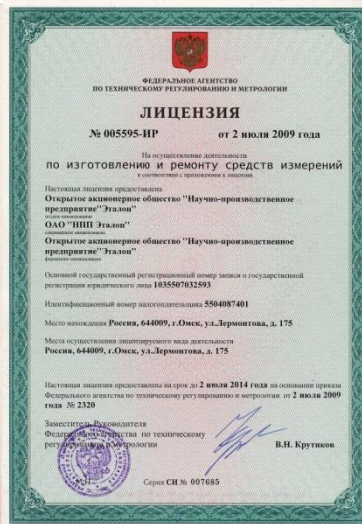 ФЕДЕРАЛЬНОЕ АГЕНТСТВО
ПО ТЕХНИЧЕСКОМУ РЕГУЛИРОВАНИЮ И МЕТРОЛОГИИ
ЛИЦЕНЗИЯ
№ 005595-ИР от 2 июля 2009 года
На осуществление деятельности
по изготовлению и ремонту средств измерений
в соответствии с приложением к лицензии
Настоящая лицензия предоставлена
Открытое акционерное общество "Научно-производственное
предприятие"Эталон"
полное наименование
ОАО "НПП Эталон"
сокращенное наименование
Открытое акционерное общество "Научно-производственное
предприятие"Эталон"
фирменное наименование
Основной государственный регистрационный номер записи о государственной
регистрации юридического лица 1035507032593
Идентификационный номер налогоплательщика 5504087401
Место нахождения Россия, 644009, г.Омск, ул.Лермонтова, д. 175
Места осуществления лицензируемого вида деятельности
Россия, 644009, г.Омск, ул.Лермонтова, д. 175
Настоящая лицензия предоставлена на срок до 2 июля 2014 года на основании приказа
Федерального агентства по техническому регулированию и метрологии от 2 июля 2009
года № 2320
Заместитель Руководителя
Федерального агентства по техническому
регулированию и метрологии В.Н. Крутиков
М.П.
Серия СИ № 007685